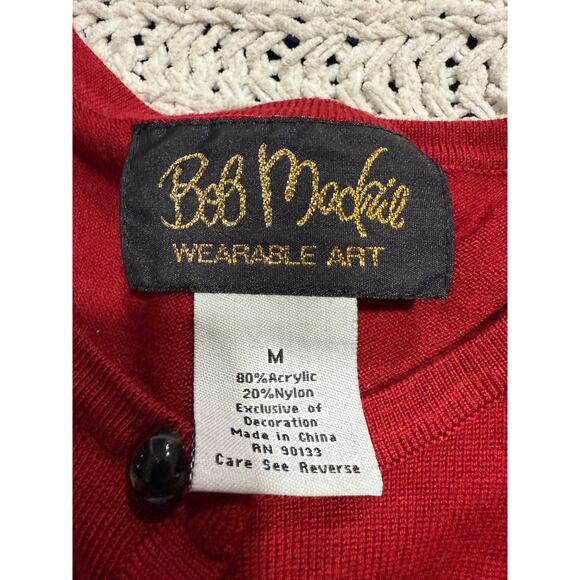 Bob Mackie
WEARABLE ART
M
80%Acrylic
20%Nylon
Exclusive of
Decoration
Made in China
RN 90133
Care See Reverse